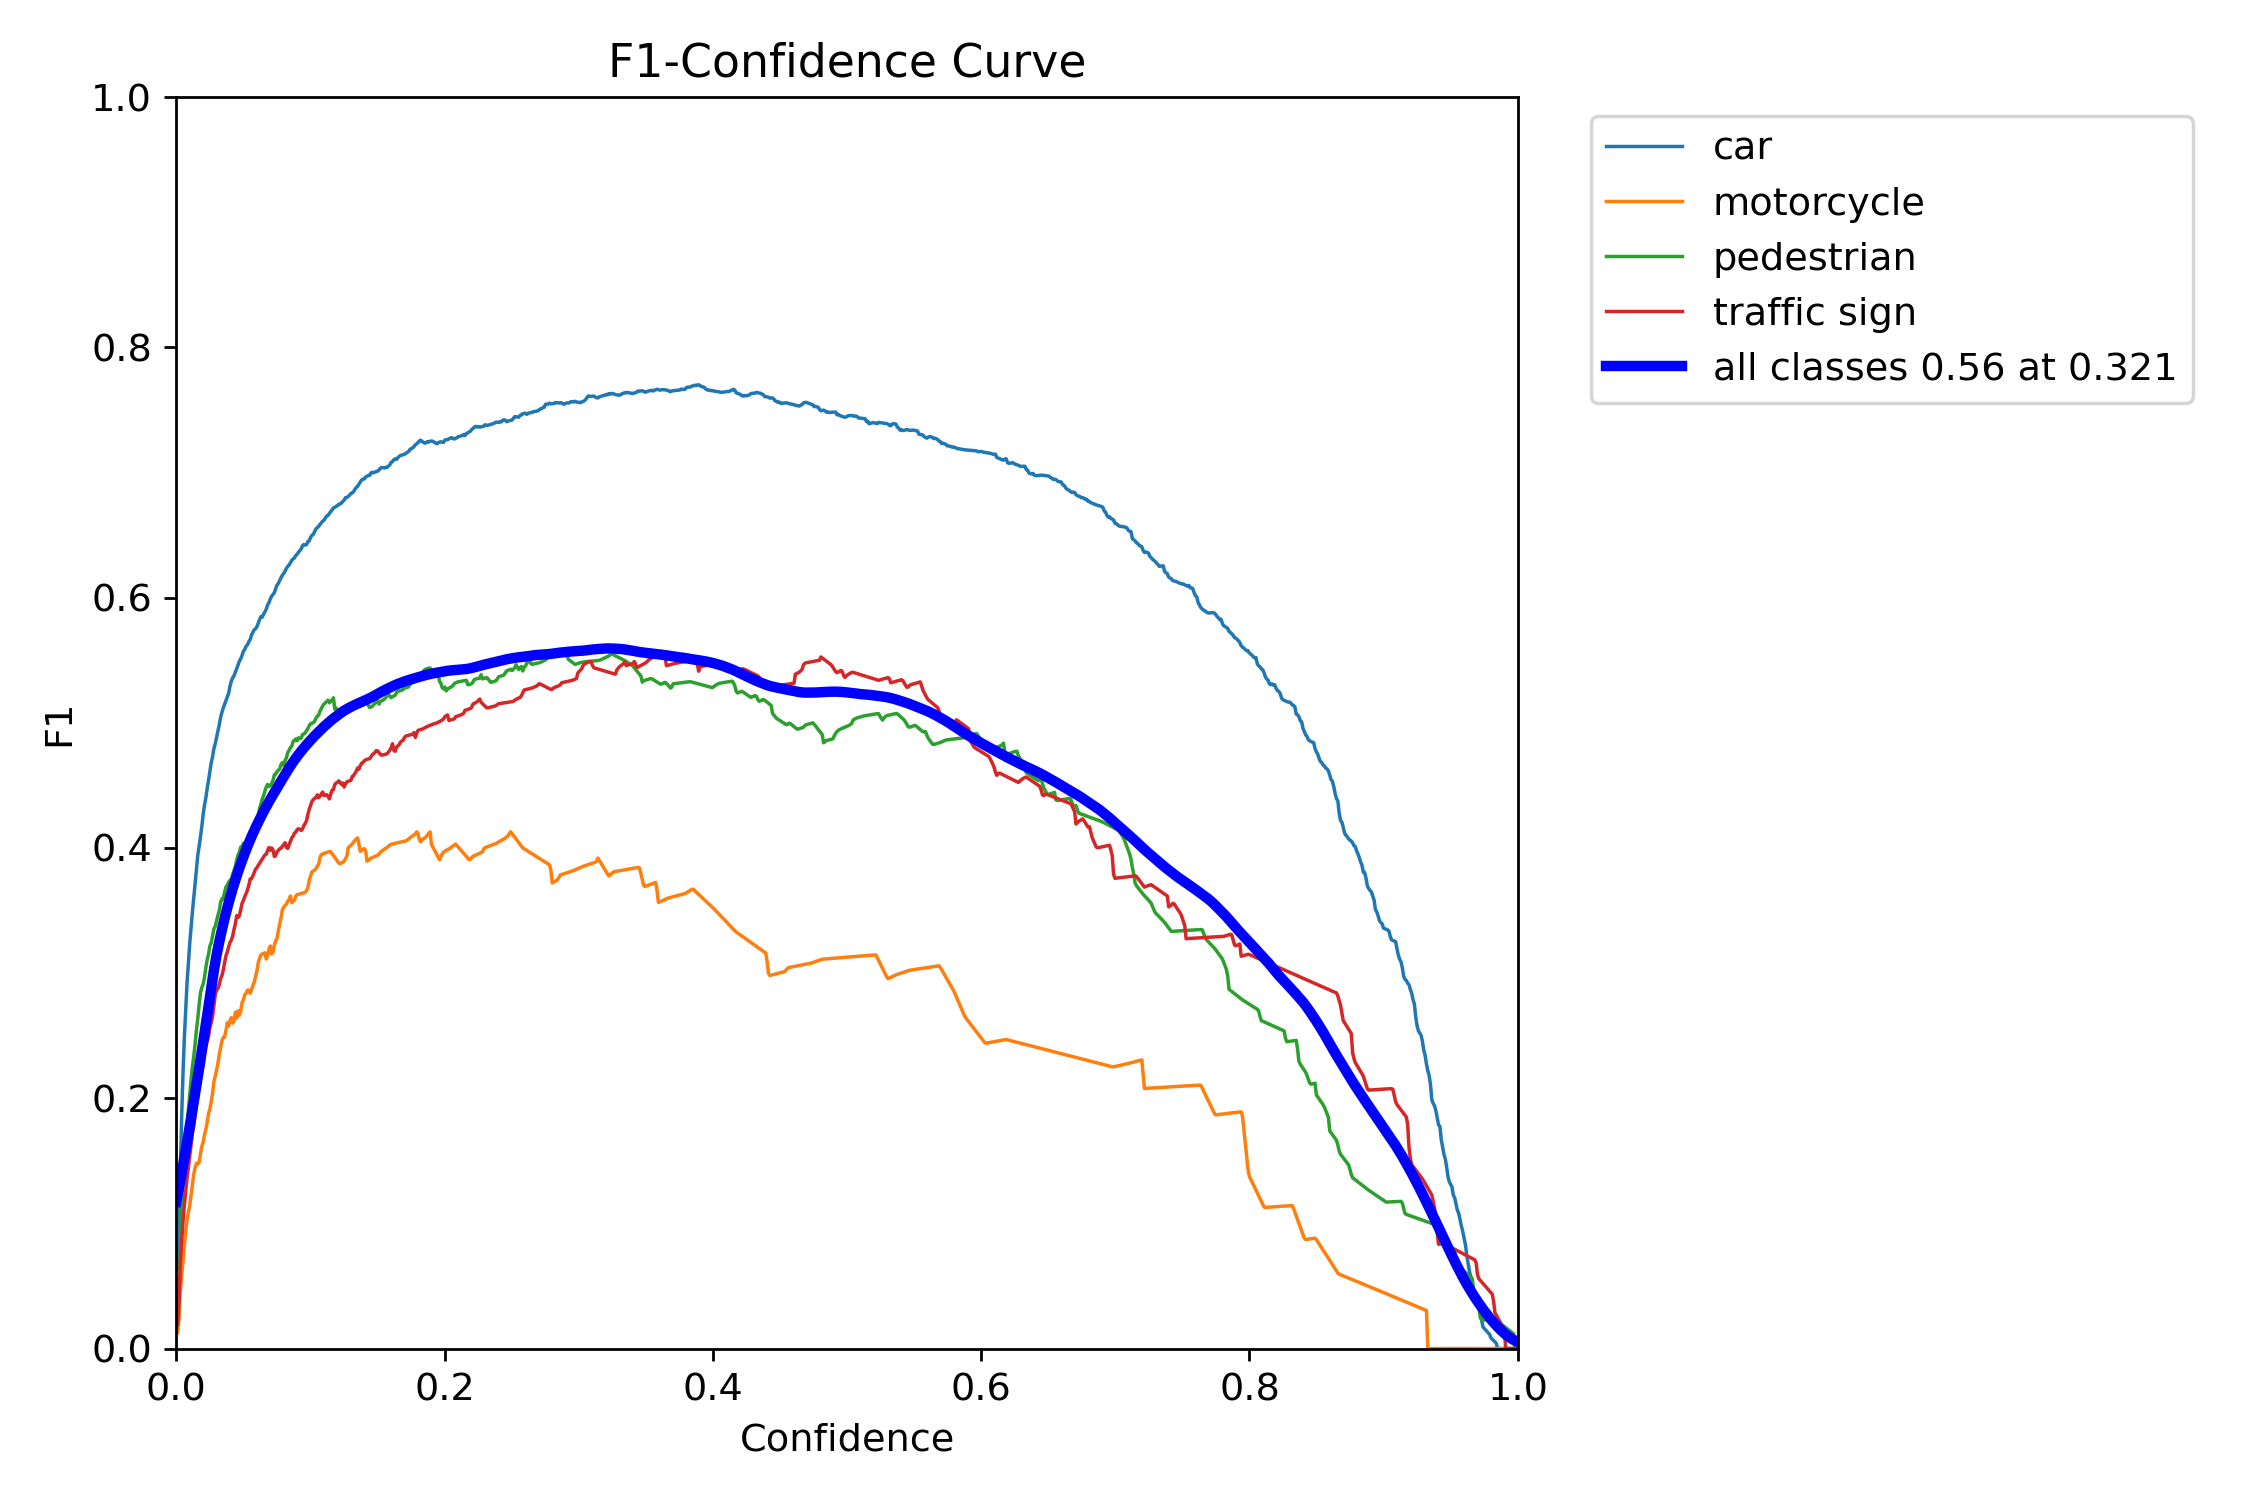 F1-Confidence Curve
1.0
0.8
0.6
0.4
0.2
0.0
F1
0.0 0.2 0.4 0.6 0.8 1.0
Confidence
car
motorcycle
pedestrian
traffic sign
all classes 0.56 at 0.321